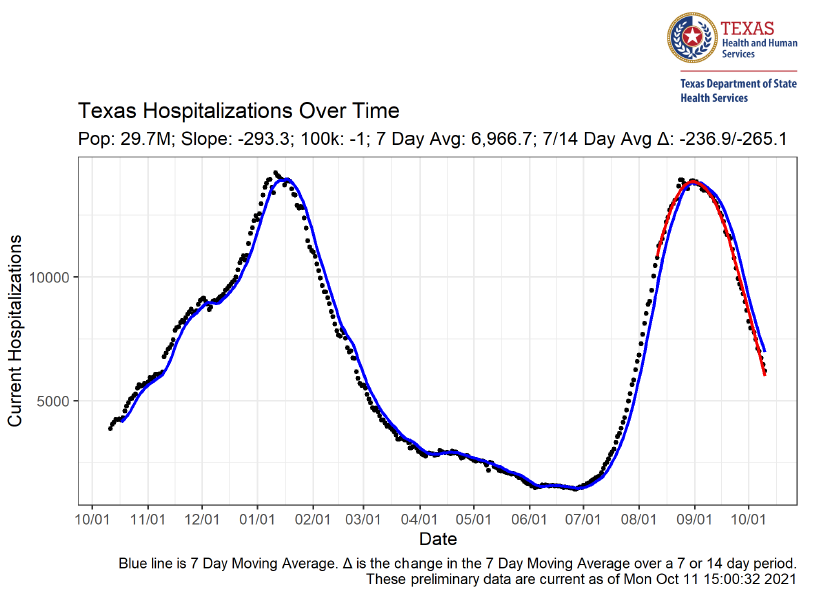 TEXAS
Health and Human
Services
Texas Department of State
Health Services
Texas Hospitalizations Over Time
Pop: 29.7M; Slope: -293.3; 100k: -1; 7 Day Avg: 6,966.7; 7/14 Day Avg Δ: -236.9/-265.1
Current Hospitalizations
10000
5000
10/01 11/01 12/01 01/01 02/01 03/01 04/01 05/01 06/01 07/01 08/01 09/01 10/01
Date
Blue line is 7 Day Moving Average. Δ is the change in the 7 Day Moving Average over a 7 or 14 day period.
These preliminary data are current as of Mon Oct 11 15:00:32 2021